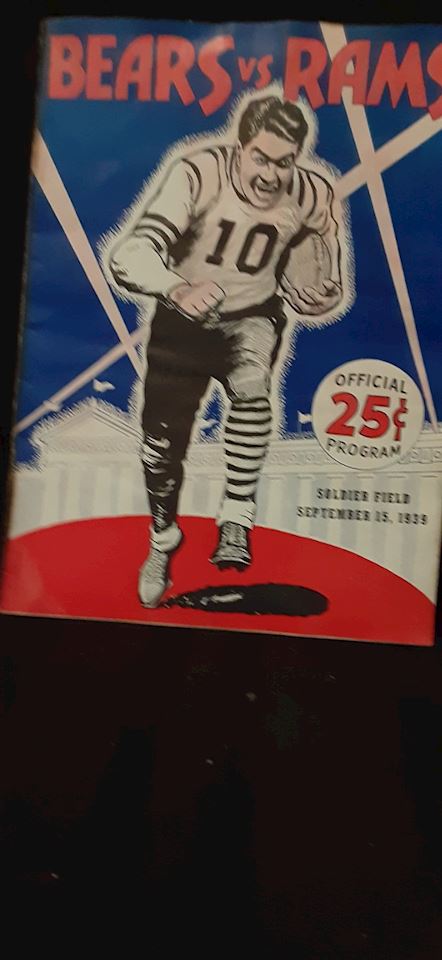 BEARS vs RAMS
10
OFFICIAL
25¢
PROGRAM
SOLDIER FIELD
SEPTEMBER 15, 1939